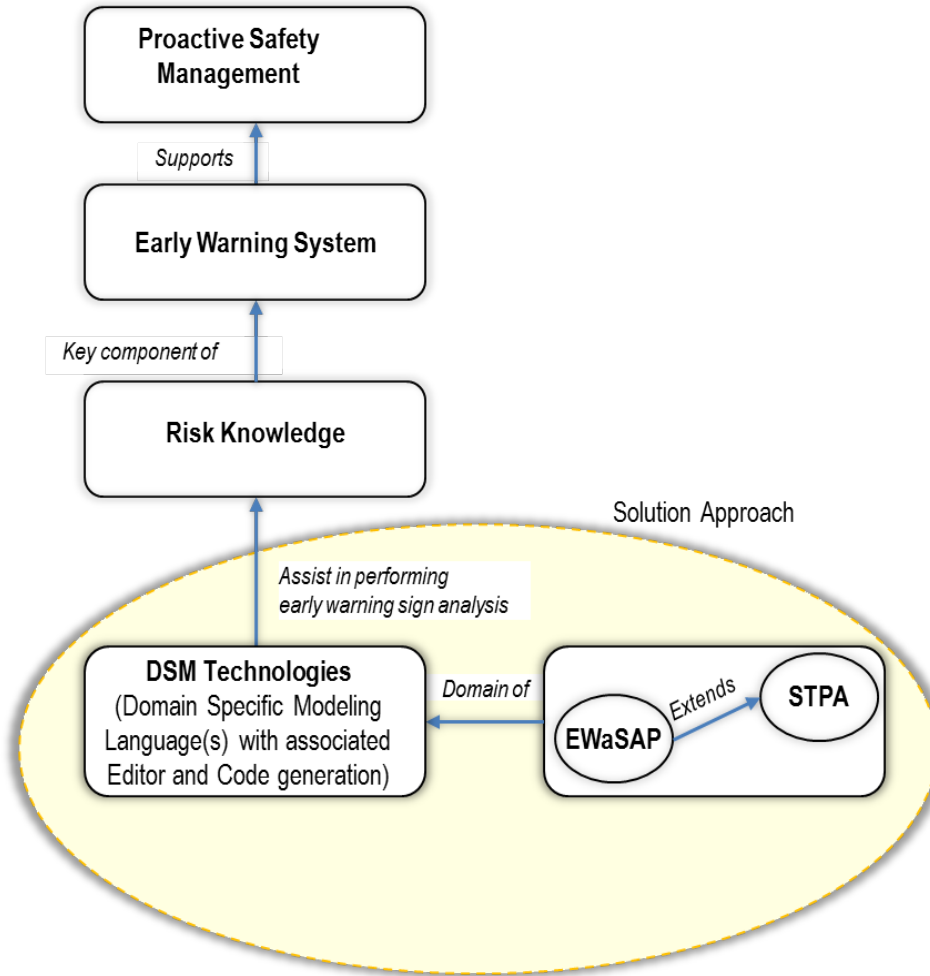 Proactive Safety
Management
Supports
Early Warning System
Key component of
Risk Knowledge
Solution Approach
Assist in performing
early warning sign analysis
DSM Technologies
(Domain Specific Modeling
Language(s) with associated
Editor and Code generation)
Domain of
EWaSAP
Extends
STPA